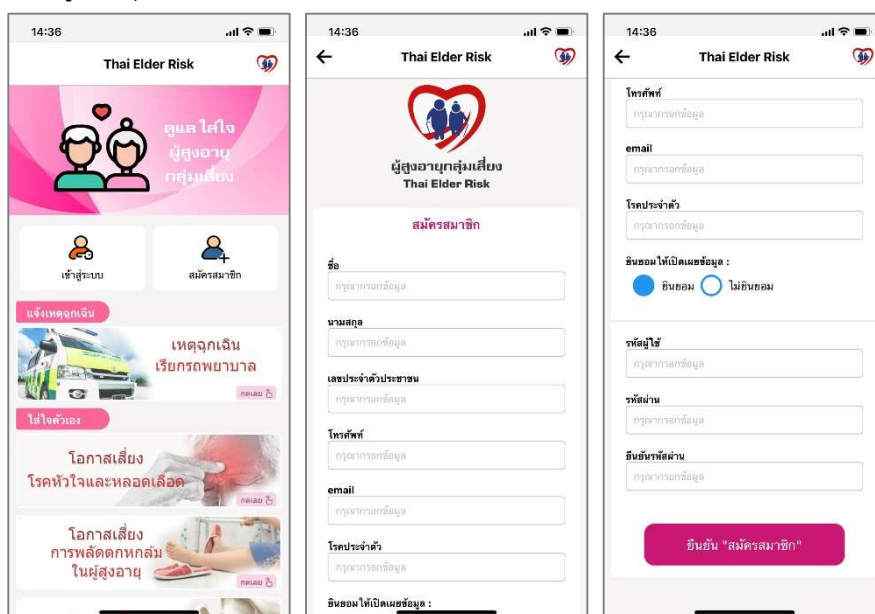 14:36
Thai Elder Risk
ดูแล ใส่ใจ
ผู้สูงอายุ
กลุ่มเสี่ยง
เข้าสู่ระบบ
สมัครสมาชิก
แจ้งเหตุฉุกเฉิน
เหตุฉุกเฉิน
เรียกรถพยาบาล
กดเลย
ใส่ใจตัวเอง
โอกาสเสี่ยง
โรคหัวใจและหลอดเลือด
กดเลย
โอกาสเสี่ยง
การพลัดตกหกล้ม
ในผู้สูงอายุ
กดเลย
14:36
Thai Elder Risk
ผู้สูงอายุกลุ่มเสี่ยง
Thai Elder Risk
สมัครสมาชิก
ชื่อ
กรุณากรอกข้อมูล
นามสกุล
กรุณากรอกข้อมูล
เลขประจำตัวประชาชน
กรุณากรอกข้อมูล
โทรศัพท์
กรุณากรอกข้อมูล
email
กรุณากรอกข้อมูล
โรคประจำตัว
กรุณากรอกข้อมูล
ยินยอมให้เปิดเผยข้อมูล :
14:36
Thai Elder Risk
โทรศัพท์
กรุณากรอกข้อมูล
email
กรุณากรอกข้อมูล
โรคประจำตัว
กรุณากรอกข้อมูล
ยินยอมให้เปิดเผยข้อมูล :
ยินยอม ไม่ยินยอม
รหัสผู้ใช้
กรุณากรอกข้อมูล
รหัสผ่าน
กรุณากรอกข้อมูล
ยืนยันรหัสผ่าน
กรุณากรอกข้อมูล
ยืนยัน "สมัครสมาชิก"